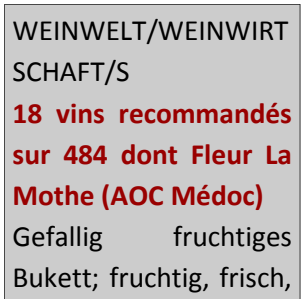 WEINWELT/WEINWIRT
SCHAFT/S
18 vins recommandés
sur 484 dont Fleur La
Mothe (AOC Médoc)
Gefallig fruchtiges
Bukett; fruchtig, frisch,